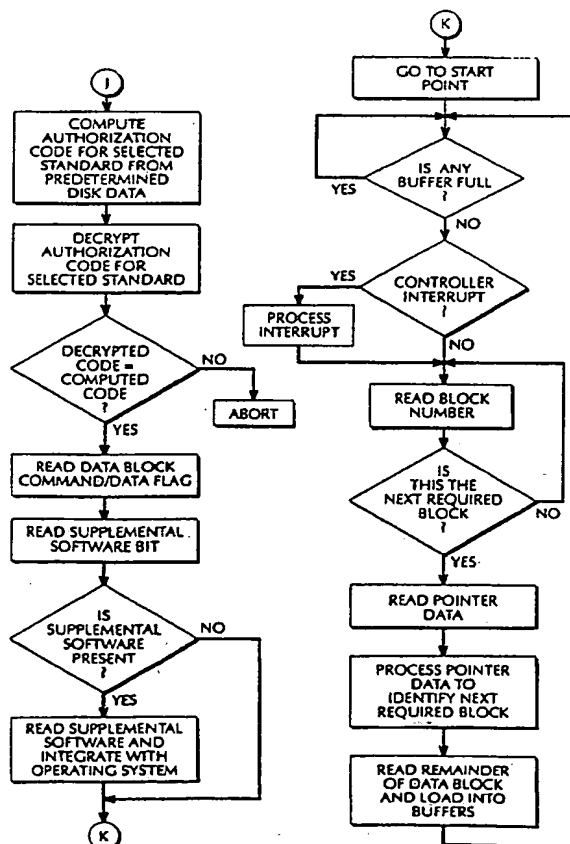 J
COMPUTE
AUTHORIZATION
CODE FOR SELECTED
STANDARD FROM
PREDETERMINED
DISK DATA
DECRYPT
AUTHORIZATION
CODE FOR
SELECTED STANDARD
DECRYPTED
CODE =
COMPUTED
CODE
?
NO
ABORT
YES
READ DATA BLOCK
COMMAND/DATA FLAG
READ SUPPLEMENTAL
SOFTWARE BIT
IS
SUPPLEMENTAL
SOFTWARE
PRESENT
?
NO
YES
READ SUPPLEMENTAL
SOFTWARE AND
INTEGRATE WITH
OPERATING SYSTEM
K
K
GO TO START
POINT
IS ANY
BUFFER FULL
?
YES
NO
CONTROLLER
INTERRUPT
?
YES
PROCESS
INTERRUPT
NO
READ BLOCK
NUMBER
IS
THIS THE
NEXT REQUIRED
BLOCK
?
NO
YES
READ POINTER
DATA
PROCESS POINTER
DATA TO
IDENTIFY NEXT
REQUIRED BLOCK
READ REMAINDER
OF DATA BLOCK
AND LOAD INTO
BUFFERS